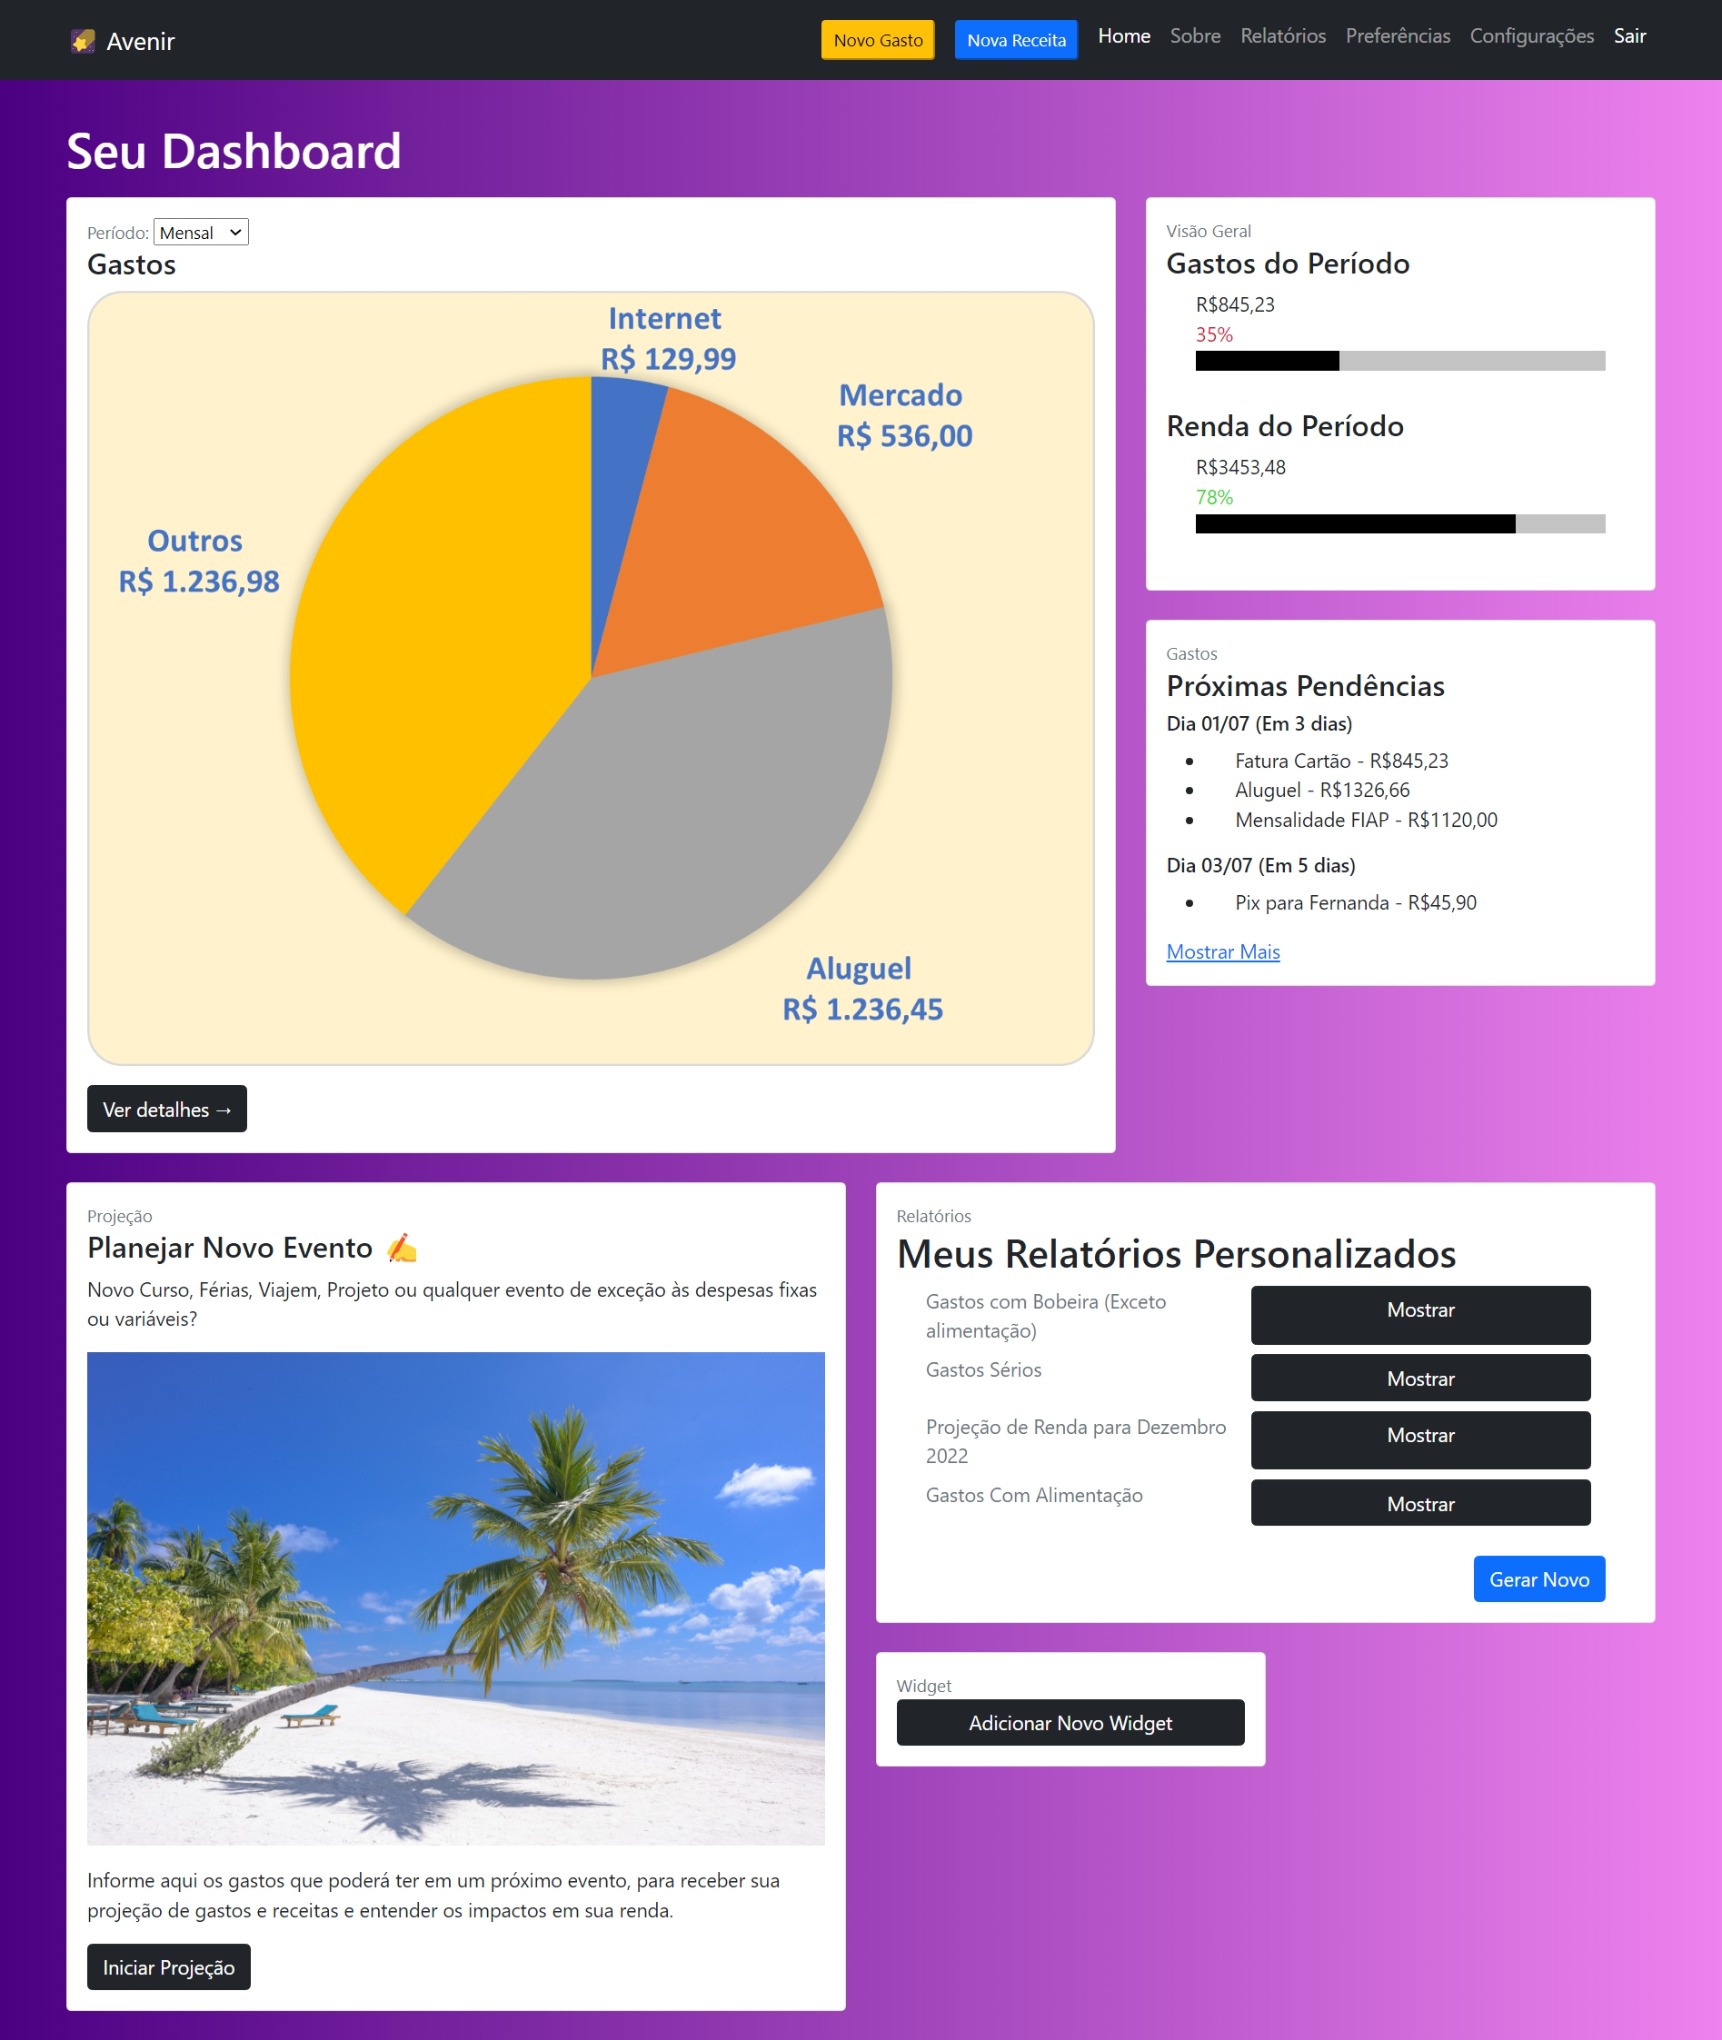 Avenir
Novo Gasto
Nova Receita
Home
Sobre
Relatórios
Preferências
Configurações
Sair
Seu Dashboard
Período: Mensal
Gastos
Internet
R$ 129,99
Mercado
R$ 536,00
Outros
R$ 1.236,98
Aluguel
R$ 1.236,45
Ver detalhes →
Visão Geral
Gastos do Período
R$845,23
35%
Renda do Período
R$3453,48
78%
Gastos
Próximas Pendências
Dia 01/07 (Em 3 dias)
Fatura Cartão - R$845,23
Aluguel - R$1326,66
Mensalidade FIAP - R$1120,00
Dia 03/07 (Em 5 dias)
Pix para Fernanda - R$45,90
Mostrar Mais
Projeção
Planejar Novo Evento ✍
Novo Curso, Férias, Viajem, Projeto ou qualquer evento de exceção às despesas fixas
ou variáveis?
Informe aqui os gastos que poderá ter em um próximo evento, para receber sua
projeção de gastos e receitas e entender os impactos em sua renda.
Iniciar Projeção
Relatórios
Meus Relatórios Personalizados
Gastos com Bobeira (Exceto
alimentação)
Mostrar
Gastos Sérios
Mostrar
Projeção de Renda para Dezembro
2022
Mostrar
Gastos Com Alimentação
Mostrar
Gerar Novo
Widget
Adicionar Novo Widget